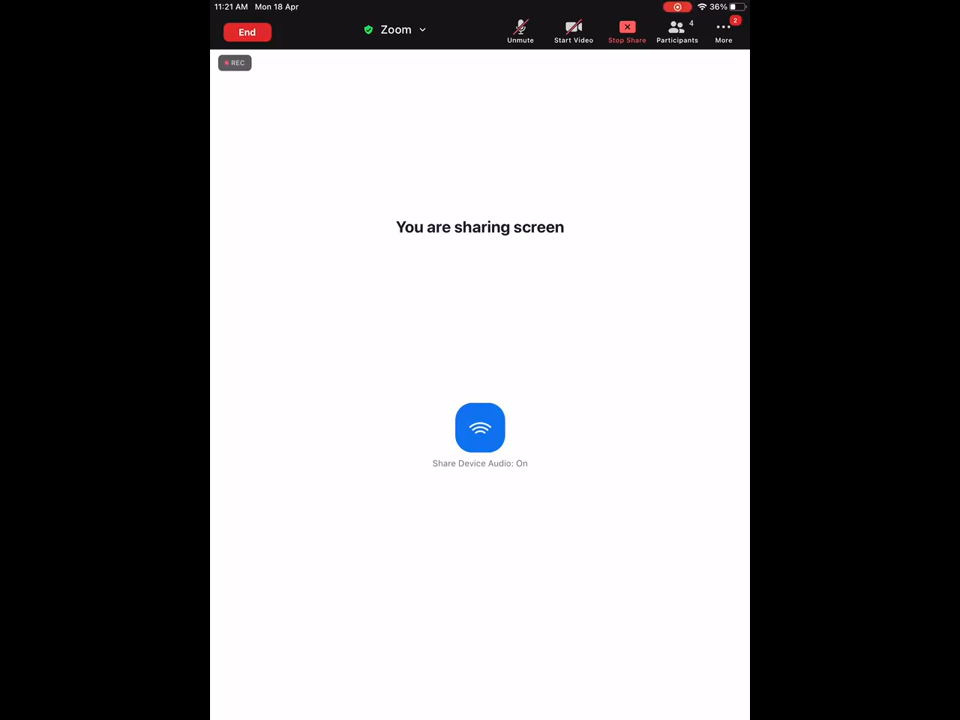 11:21 AM Mon 18 Apr 36%
End Zoom Unmute Start Video Stop Share Participants 4 More 2
REC
You are sharing screen
Share Device Audio: On